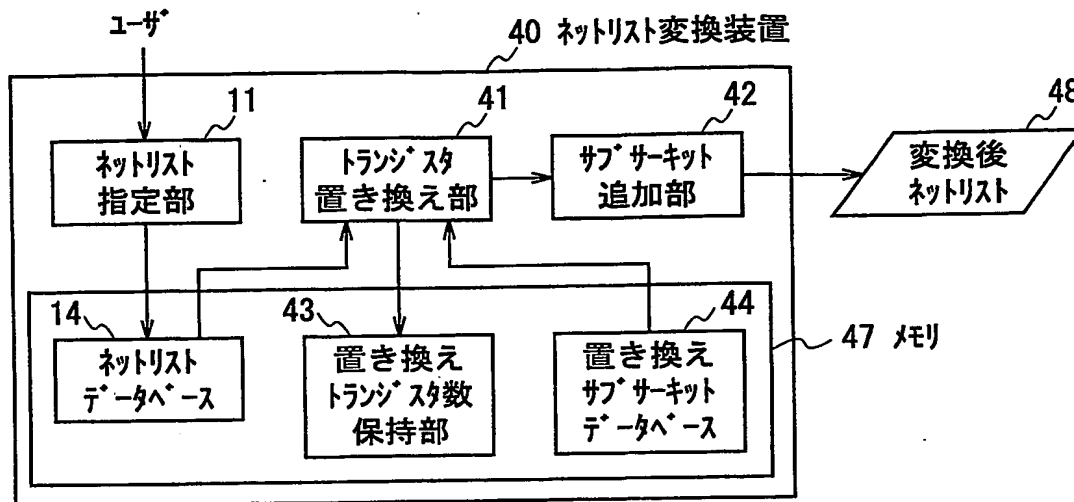 ユーザ
40 ネットリスト変換装置
11
ネットリスト
指定部
41
トランジスタ
置き換え部
42
サブサーキット
追加部
48
変換後
ネットリスト
14
ネットリスト
データベース
43
置き換え
トランジスタ数
保持部
44
置き換え
サブサーキット
データベース
47 メモリ